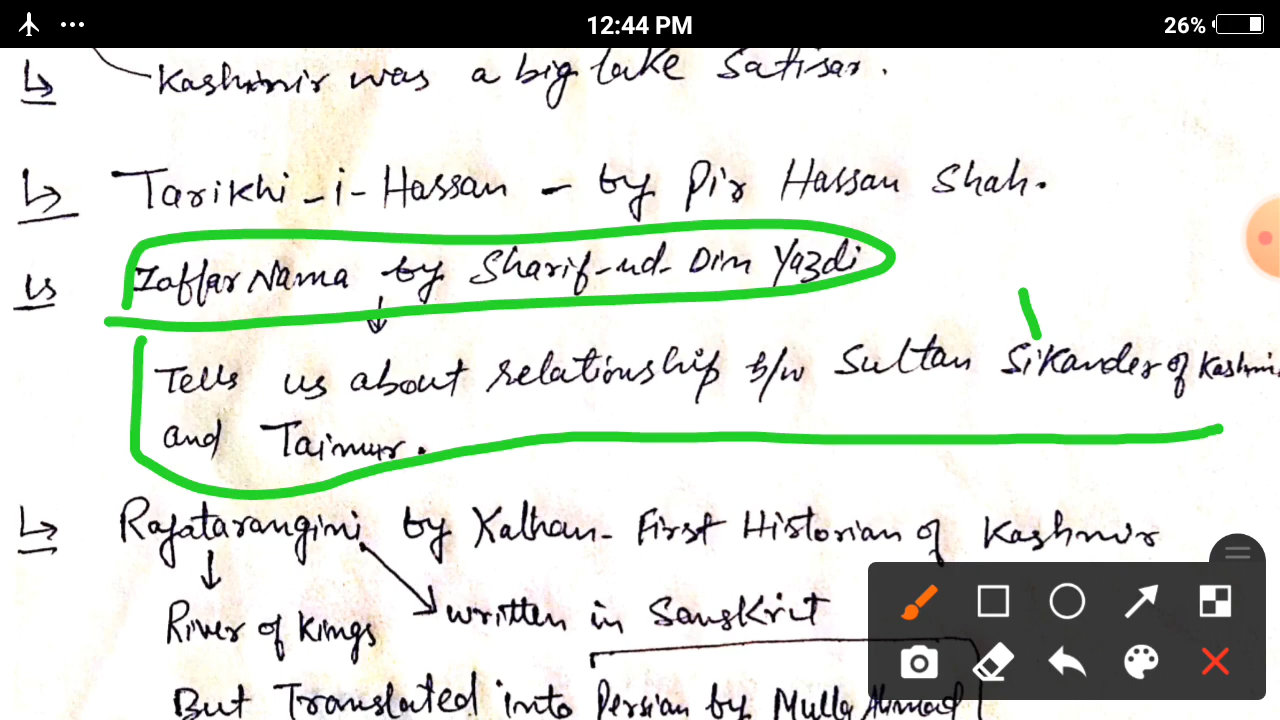 12:44 PM
26%
Kashmir was a big lake Satisar.
Tarikhi-i-Hassan - by Pir Hassan Shah.
Zaffar Nama by Sharif-ud-Din Yazdi
Tells us about relationship b/w Sultan Sikander of Kashmi
and Taimur.
Rajatarangini by Kalhan - First Historian of Kashmir
River of Kings
written in Sanskrit
But Translated into Persian by Mulla Ahmad